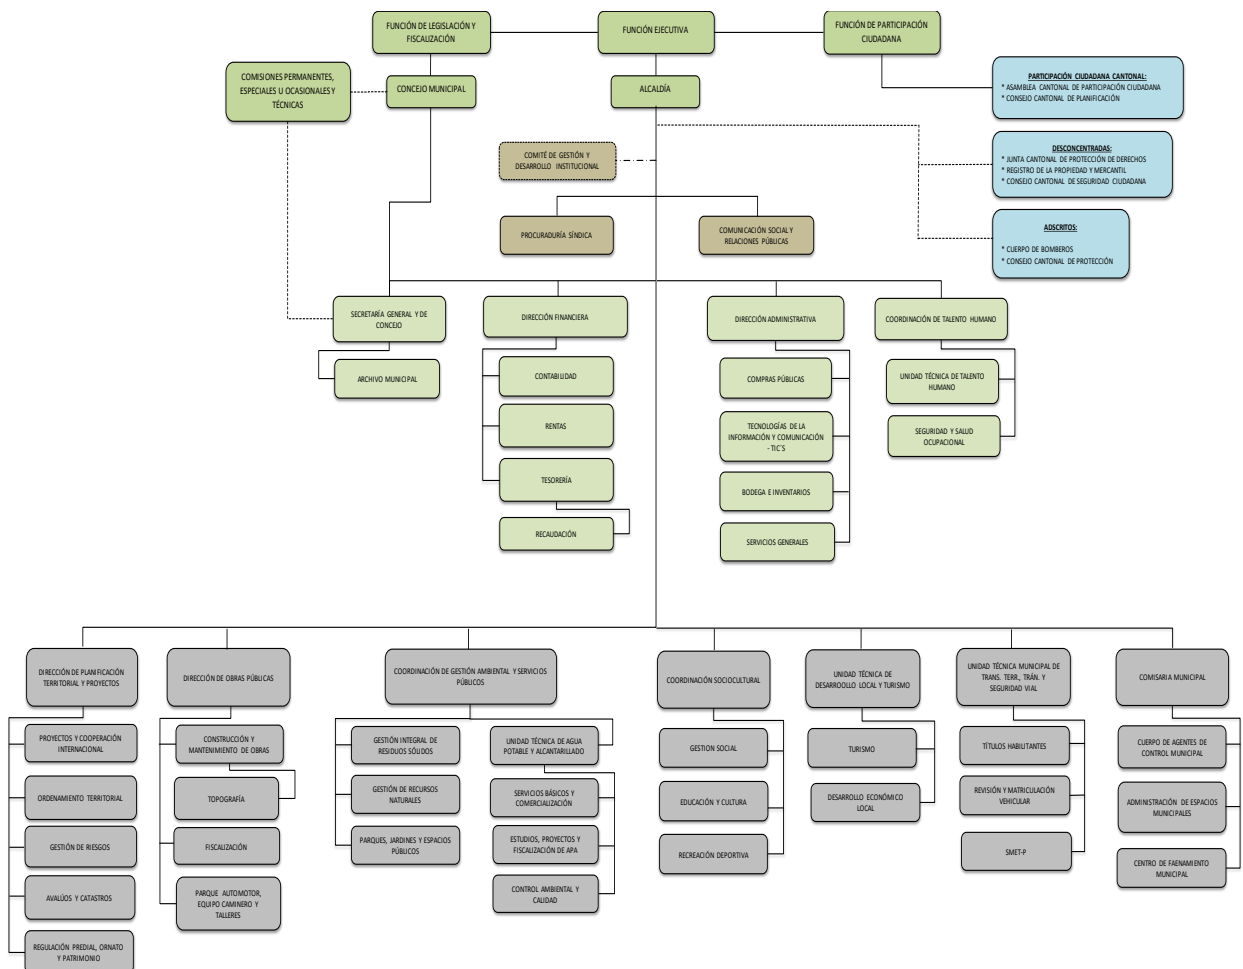 FUNCIÓN DE LEGISLACIÓN Y
FISCALIZACIÓN
FUNCIÓN EJECUTIVA
FUNCIÓN DE PARTICIPACIÓN
CIUDADANA
COMISIONES PERMANENTES,
ESPECIALES U OCASIONALES Y
TÉCNICAS
CONCEJO MUNICIPAL
ALCALDÍA
PARTICIPACIÓN CIUDADANA CANTONAL:
* ASAMBLEA CANTONAL DE PARTICIPACIÓN CIUDADANA
* CONSEJO CANTONAL DE PLANIFICACIÓN
COMITÉ DE GESTIÓN Y
DESARROLLO INSTITUCIONAL
DESCONCENTRADAS:
* JUNTA CANTONAL DE PROTECCIÓN DE DERECHOS
* REGISTRO DE LA PROPIEDAD Y MERCANTIL
* CONSEJO CANTONAL DE SEGURIDAD CIUDADANA
PROCURADURÍA SÍNDICA
COMUNICACIÓN SOCIAL Y
RELACIONES PÚBLICAS
ADSCRITOS:
* CUERPO DE BOMBEROS
* CONSEJO CANTONAL DE PROTECCIÓN
SECRETARÍA GENERAL Y DE
CONCEJO
DIRECCIÓN FINANCIERA
DIRECCIÓN ADMINISTRATIVA
COORDINACIÓN DE TALENTO HUMANO
ARCHIVO MUNICIPAL
CONTABILIDAD
RENTAS
TESORERÍA
RECAUDACIÓN
COMPRAS PÚBLICAS
TECNOLOGÍAS DE LA
INFORMACIÓN Y COMUNICACIÓN
- TIC´S
BODEGA E INVENTARIOS
SERVICIOS GENERALES
UNIDAD TÉCNICA DE TALENTO
HUMANO
SEGURIDAD Y SALUD
OCUPACIONAL
DIRECCIÓN DE PLANIFICACIÓN
TERRITORIAL Y PROYECTOS
DIRECCIÓN DE OBRAS PÚBLICAS
COORDINACIÓN DE GESTIÓN AMBIENTAL Y SERVICIOS
PÚBLICOS
COORDINACIÓN SOCIOCULTURAL
UNIDAD TÉCNICA DE
DESARROOLLO LOCAL Y TURISMO
UNIDAD TÉCNICA MUNICIPAL DE
TRANS. TERR., TRÁN. Y
SEGURIDAD VIAL
COMISARIA MUNICIPAL
PROYECTOS Y COOPERACIÓN
INTERNACIONAL
ORDENAMIENTO TERRITORIAL
GESTIÓN DE RIESGOS
AVALÚOS Y CATASTROS
REGULACIÓN PREDIAL, ORNATO
Y PATRIMONIO
CONSTRUCCIÓN Y
MANTENIMIENTO DE OBRAS
TOPOGRAFÍA
FISCALIZACIÓN
PARQUE AUTOMOTOR,
EQUIPO CAMINERO Y
TALLERES
GESTIÓN INTEGRAL DE
RESIDUOS SÓLIDOS
GESTIÓN DE RECURSOS
NATURALES
PARQUES, JARDINES Y ESPACIOS
PÚBLICOS
UNIDAD TÉCNICA DE AGUA
POTABLE Y ALCANTARILLADO
SERVICIOS BÁSICOS Y
COMERCIALIZACIÓN
ESTUDIOS, PROYECTOS Y
FISCALIZACIÓN DE APA
CONTROL AMBIENTAL Y
CALIDAD
GESTION SOCIAL
EDUCACIÓN Y CULTURA
RECREACIÓN DEPORTIVA
TURISMO
DESARROLLO ECONÓMICO
LOCAL
TÍTULOS HABILITANTES
REVISIÓN Y MATRICULACIÓN
VEHICULAR
SMET-P
CUERPO DE AGENTES DE
CONTROL MUNICIPAL
ADMINISTRACIÓN DE ESPACIOS
MUNICIPALES
CENTRO DE FAENAMIENTO
MUNICIPAL